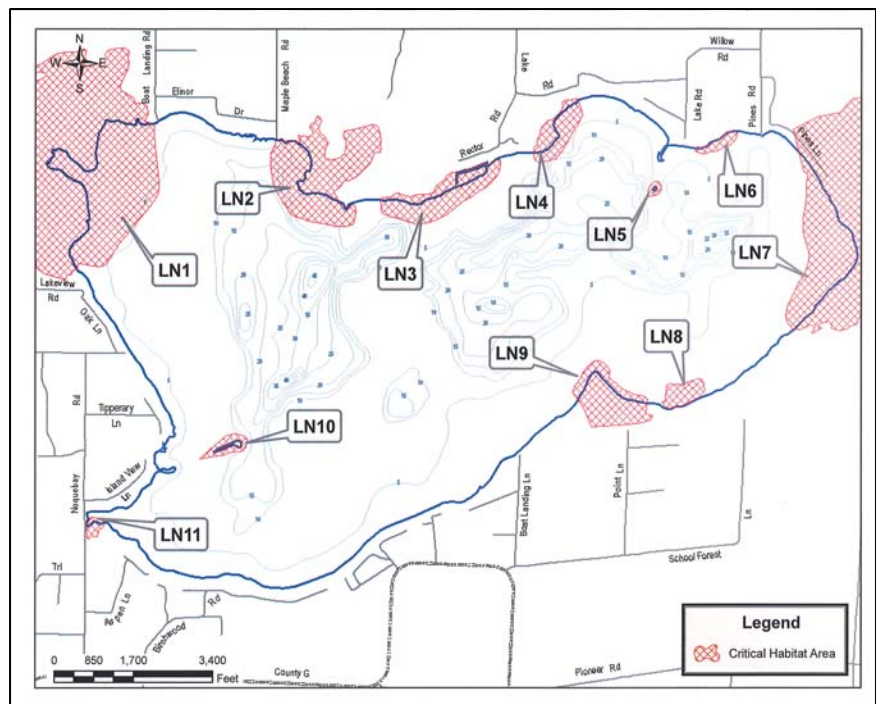 N
W E
S
Boat Landing Rd
Elinor Dr
Maple Beach Rd
Lake Rd
Rector Rd
Willow Rd
Lake Rd
Pines Rd
Pines Ln
LN1
LN2
LN3
LN4
LN5
LN6
LN7
LN8
LN9
LN10
LN11
Lakeview Rd
Oak Ln
Rd
Tipperary Ln
Island View Ln
Noquebay
Trl
Aspen Ln
Birchwood Rd
Boat Landing Ln
Point Ln
Ln
School Forest
County G
Pioneer Rd
0 850 1,700 3,400
Feet
Legend
Critical Habitat Area